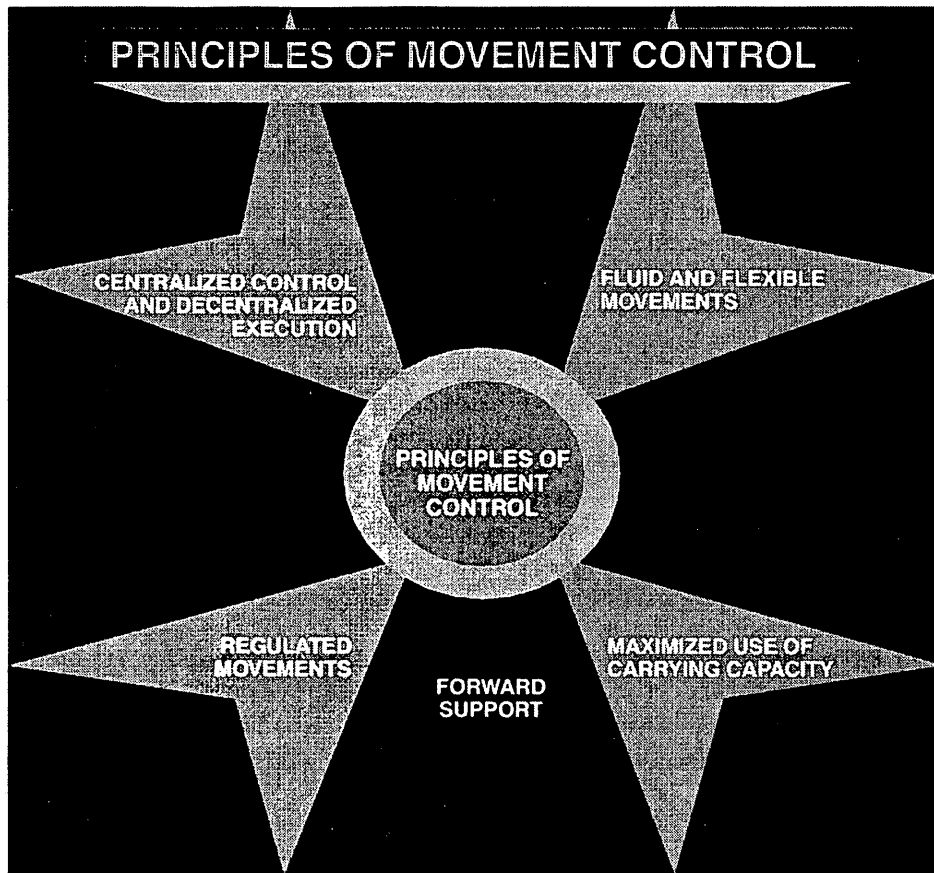 PRINCIPLES OF MOVEMENT CONTROL
CENTRALIZED CONTROL
AND DECENTRALIZED
EXECUTION
FLUID AND FLEXIBLE
MOVEMENTS
PRINCIPLES OF
MOVEMENT
CONTROL
REGULATED
MOVEMENTS
FORWARD
SUPPORT
MAXIMIZED USE OF
CARRYING CAPACITY